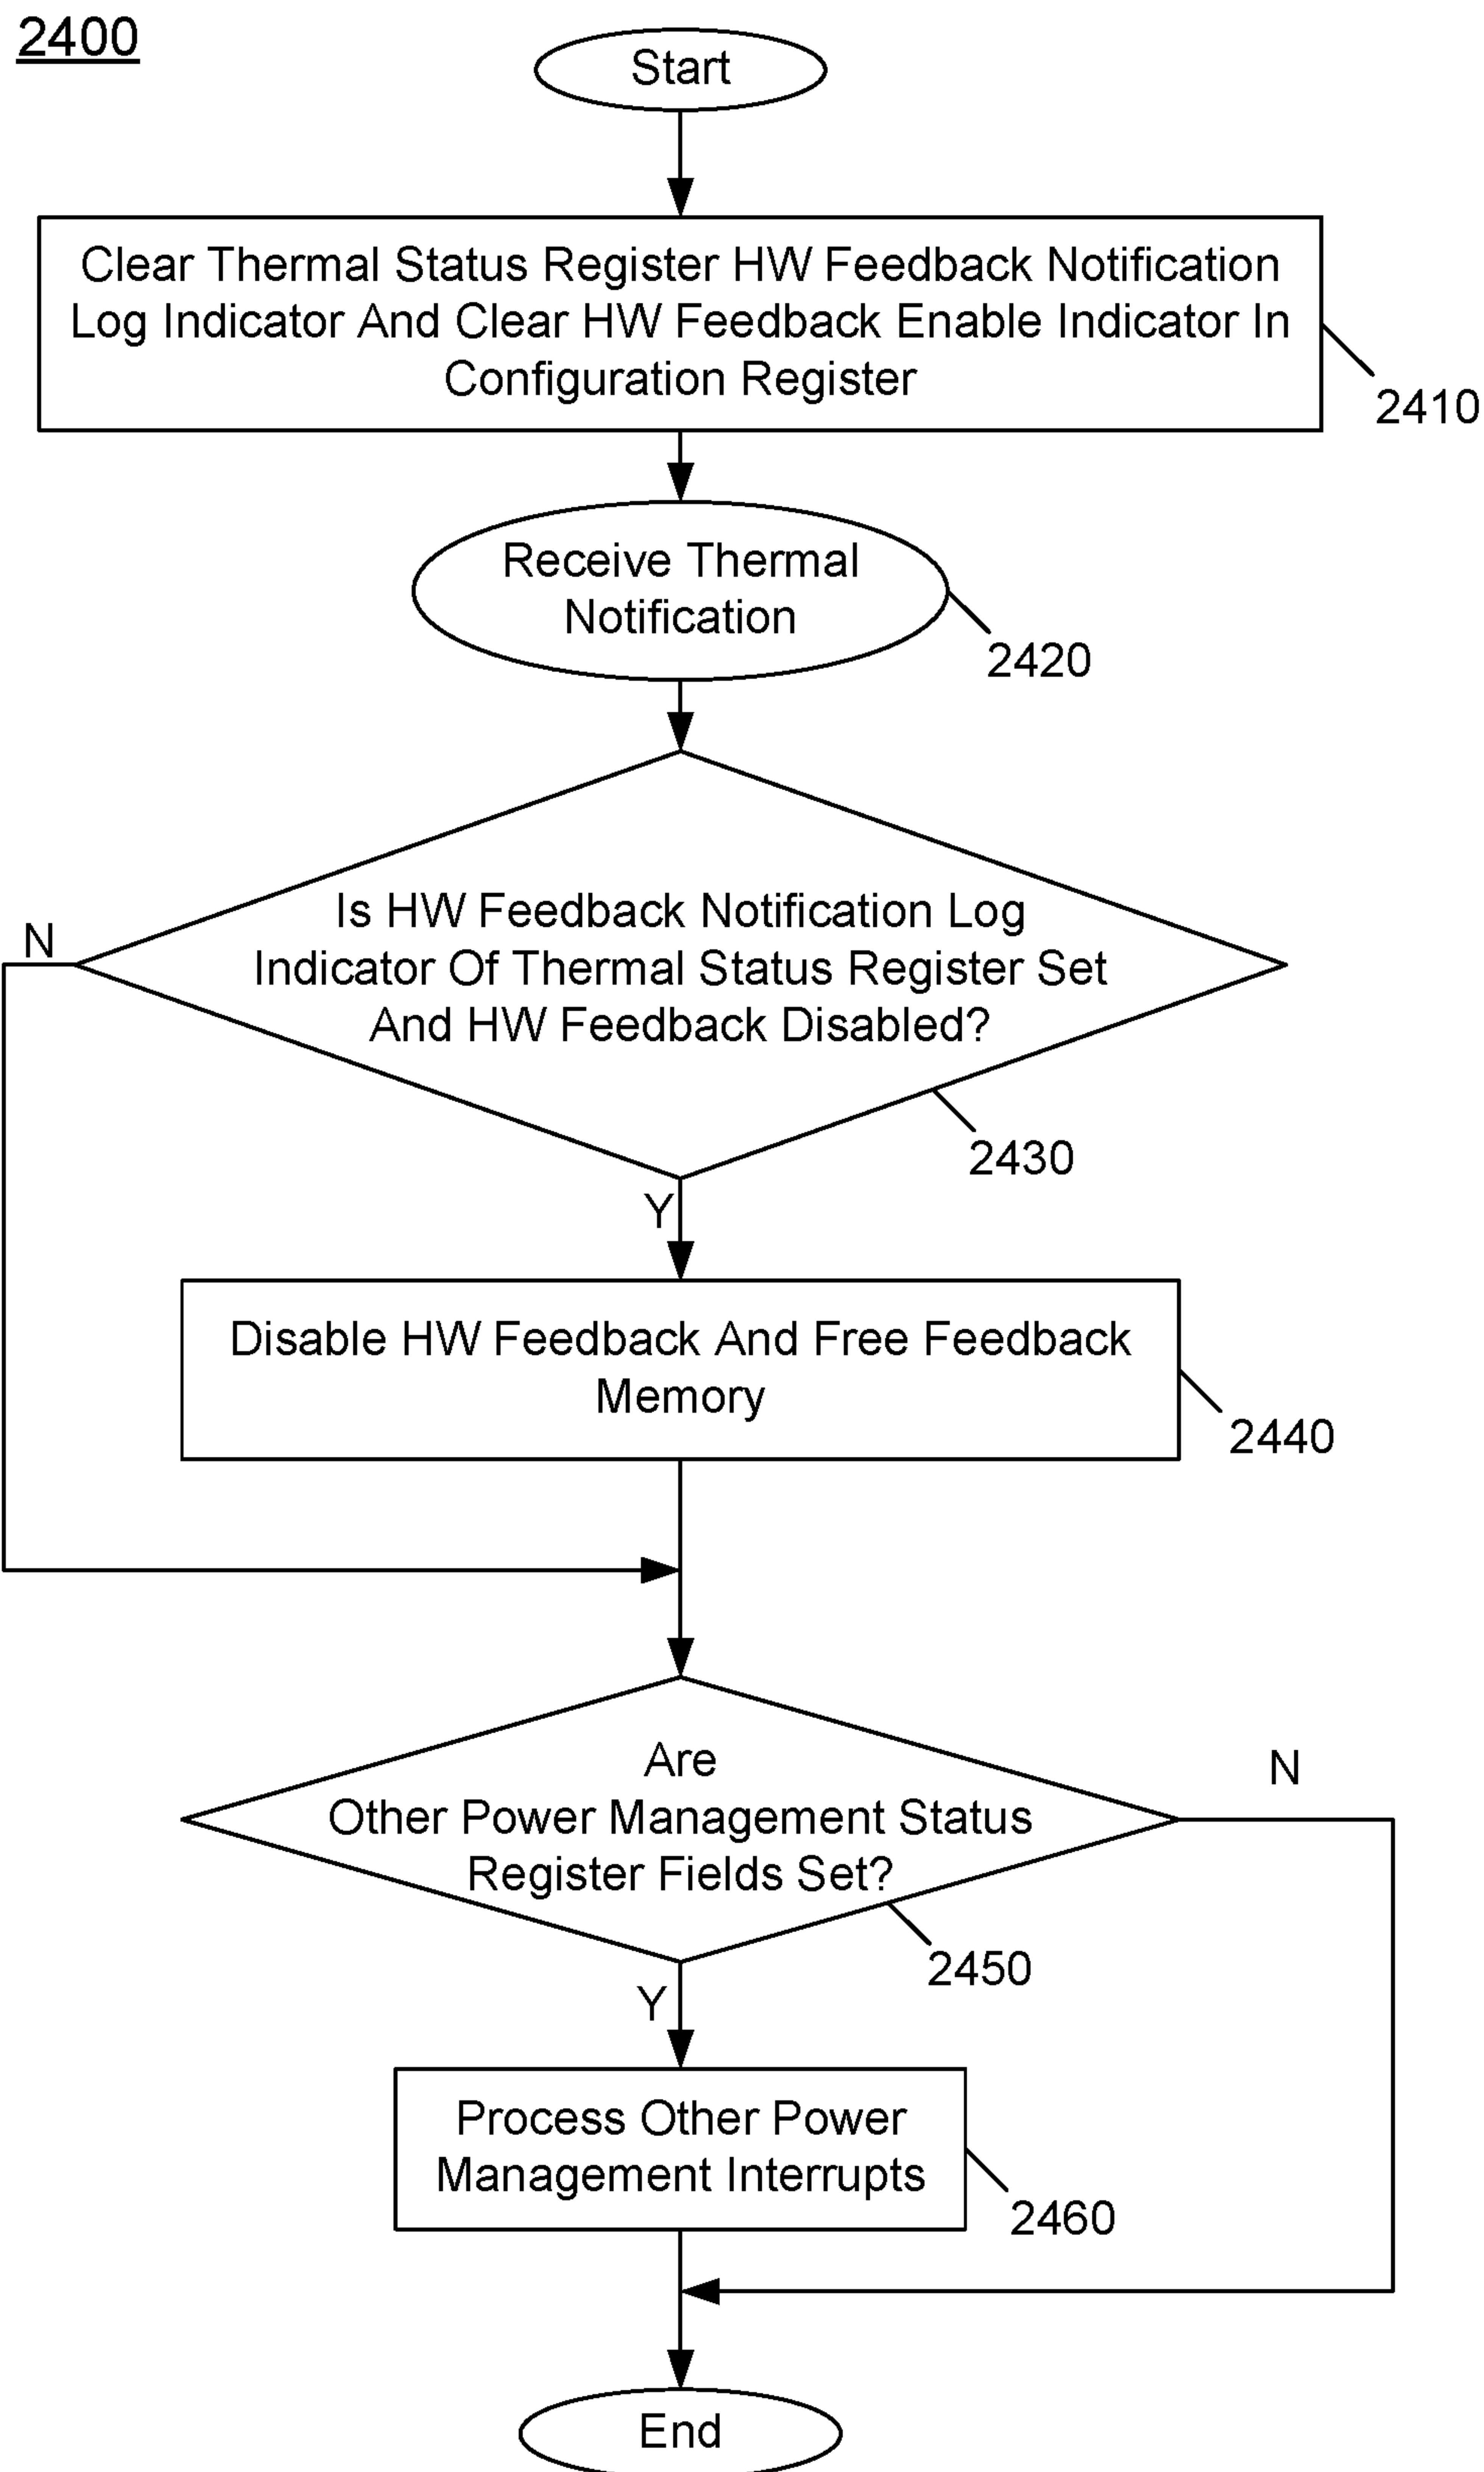 2400
Start
Clear Thermal Status Register HW Feedback Notification
Log Indicator And Clear HW Feedback Enable Indicator In
Configuration Register
2410
Receive Thermal
Notification
2420
Is HW Feedback Notification Log
Indicator Of Thermal Status Register Set
And HW Feedback Disabled?
N
2430
Y
Disable HW Feedback And Free Feedback
Memory
2440
Are
Other Power Management Status
Register Fields Set?
N
2450
Y
Process Other Power
Management Interrupts
2460
End